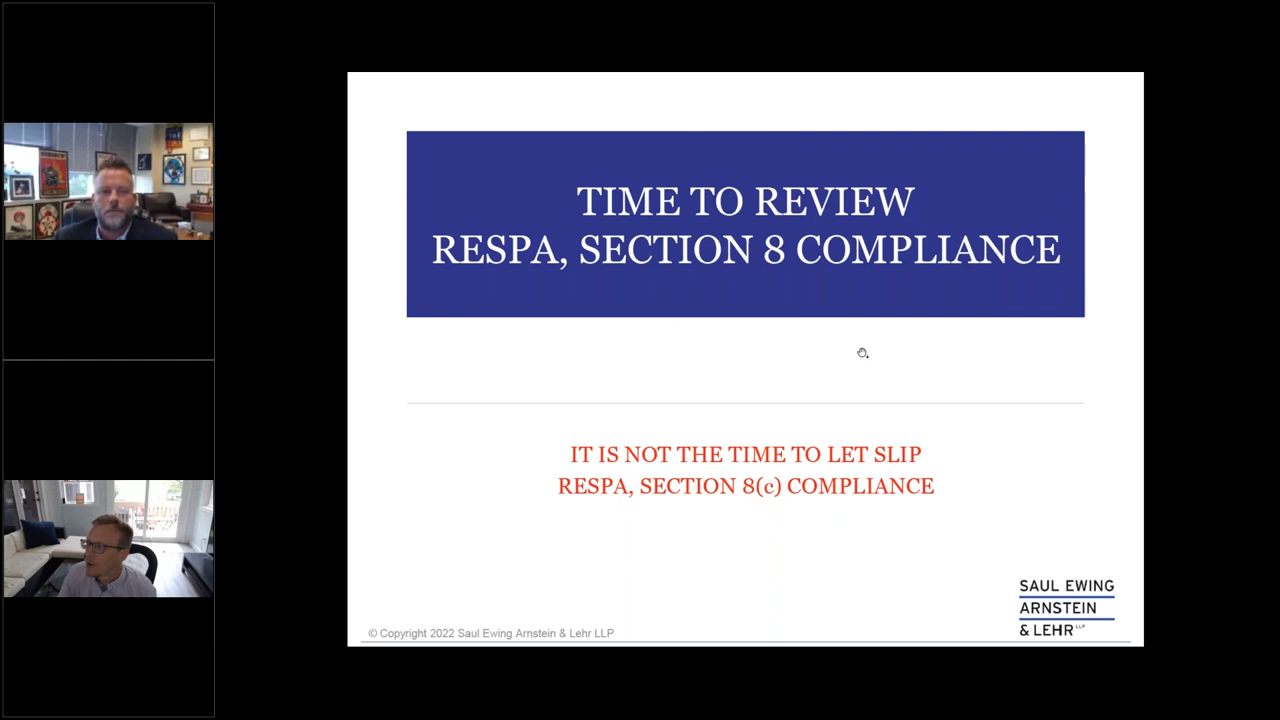 TIME TO REVIEW
RESPA, SECTION 8 COMPLIANCE
IT IS NOT THE TIME TO LET SLIP
RESPA, SECTION 8(c) COMPLIANCE
SAUL EWING
ARNSTEIN
& LEHR LLP
© Copyright 2022 Saul Ewing Arnstein & Lehr LLP